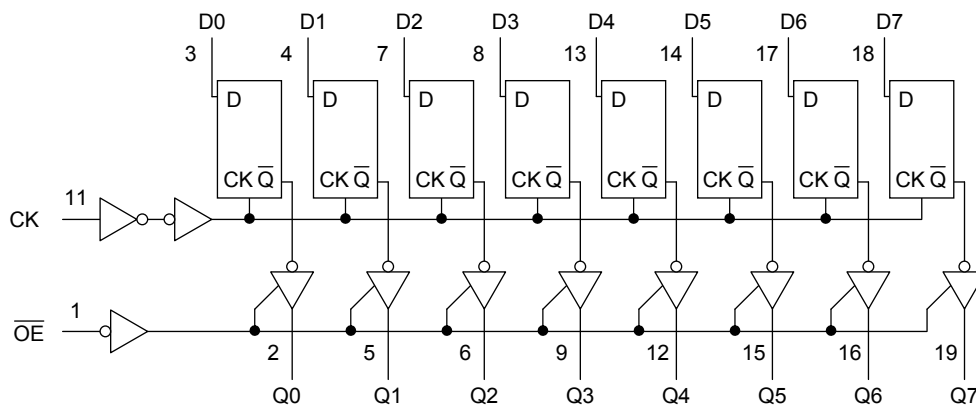 D0 D1 D2 D3 D4 D5 D6 D7
3 4 7 8 13 14 17 18
D D D D D D D D
CK Q̅ CK Q̅ CK Q̅ CK Q̅ CK Q̅ CK Q̅ CK Q̅ CK Q̅
11
CK
1
O̅E̅
2 5 6 9 12 15 16 19
Q0 Q1 Q2 Q3 Q4 Q5 Q6 Q7